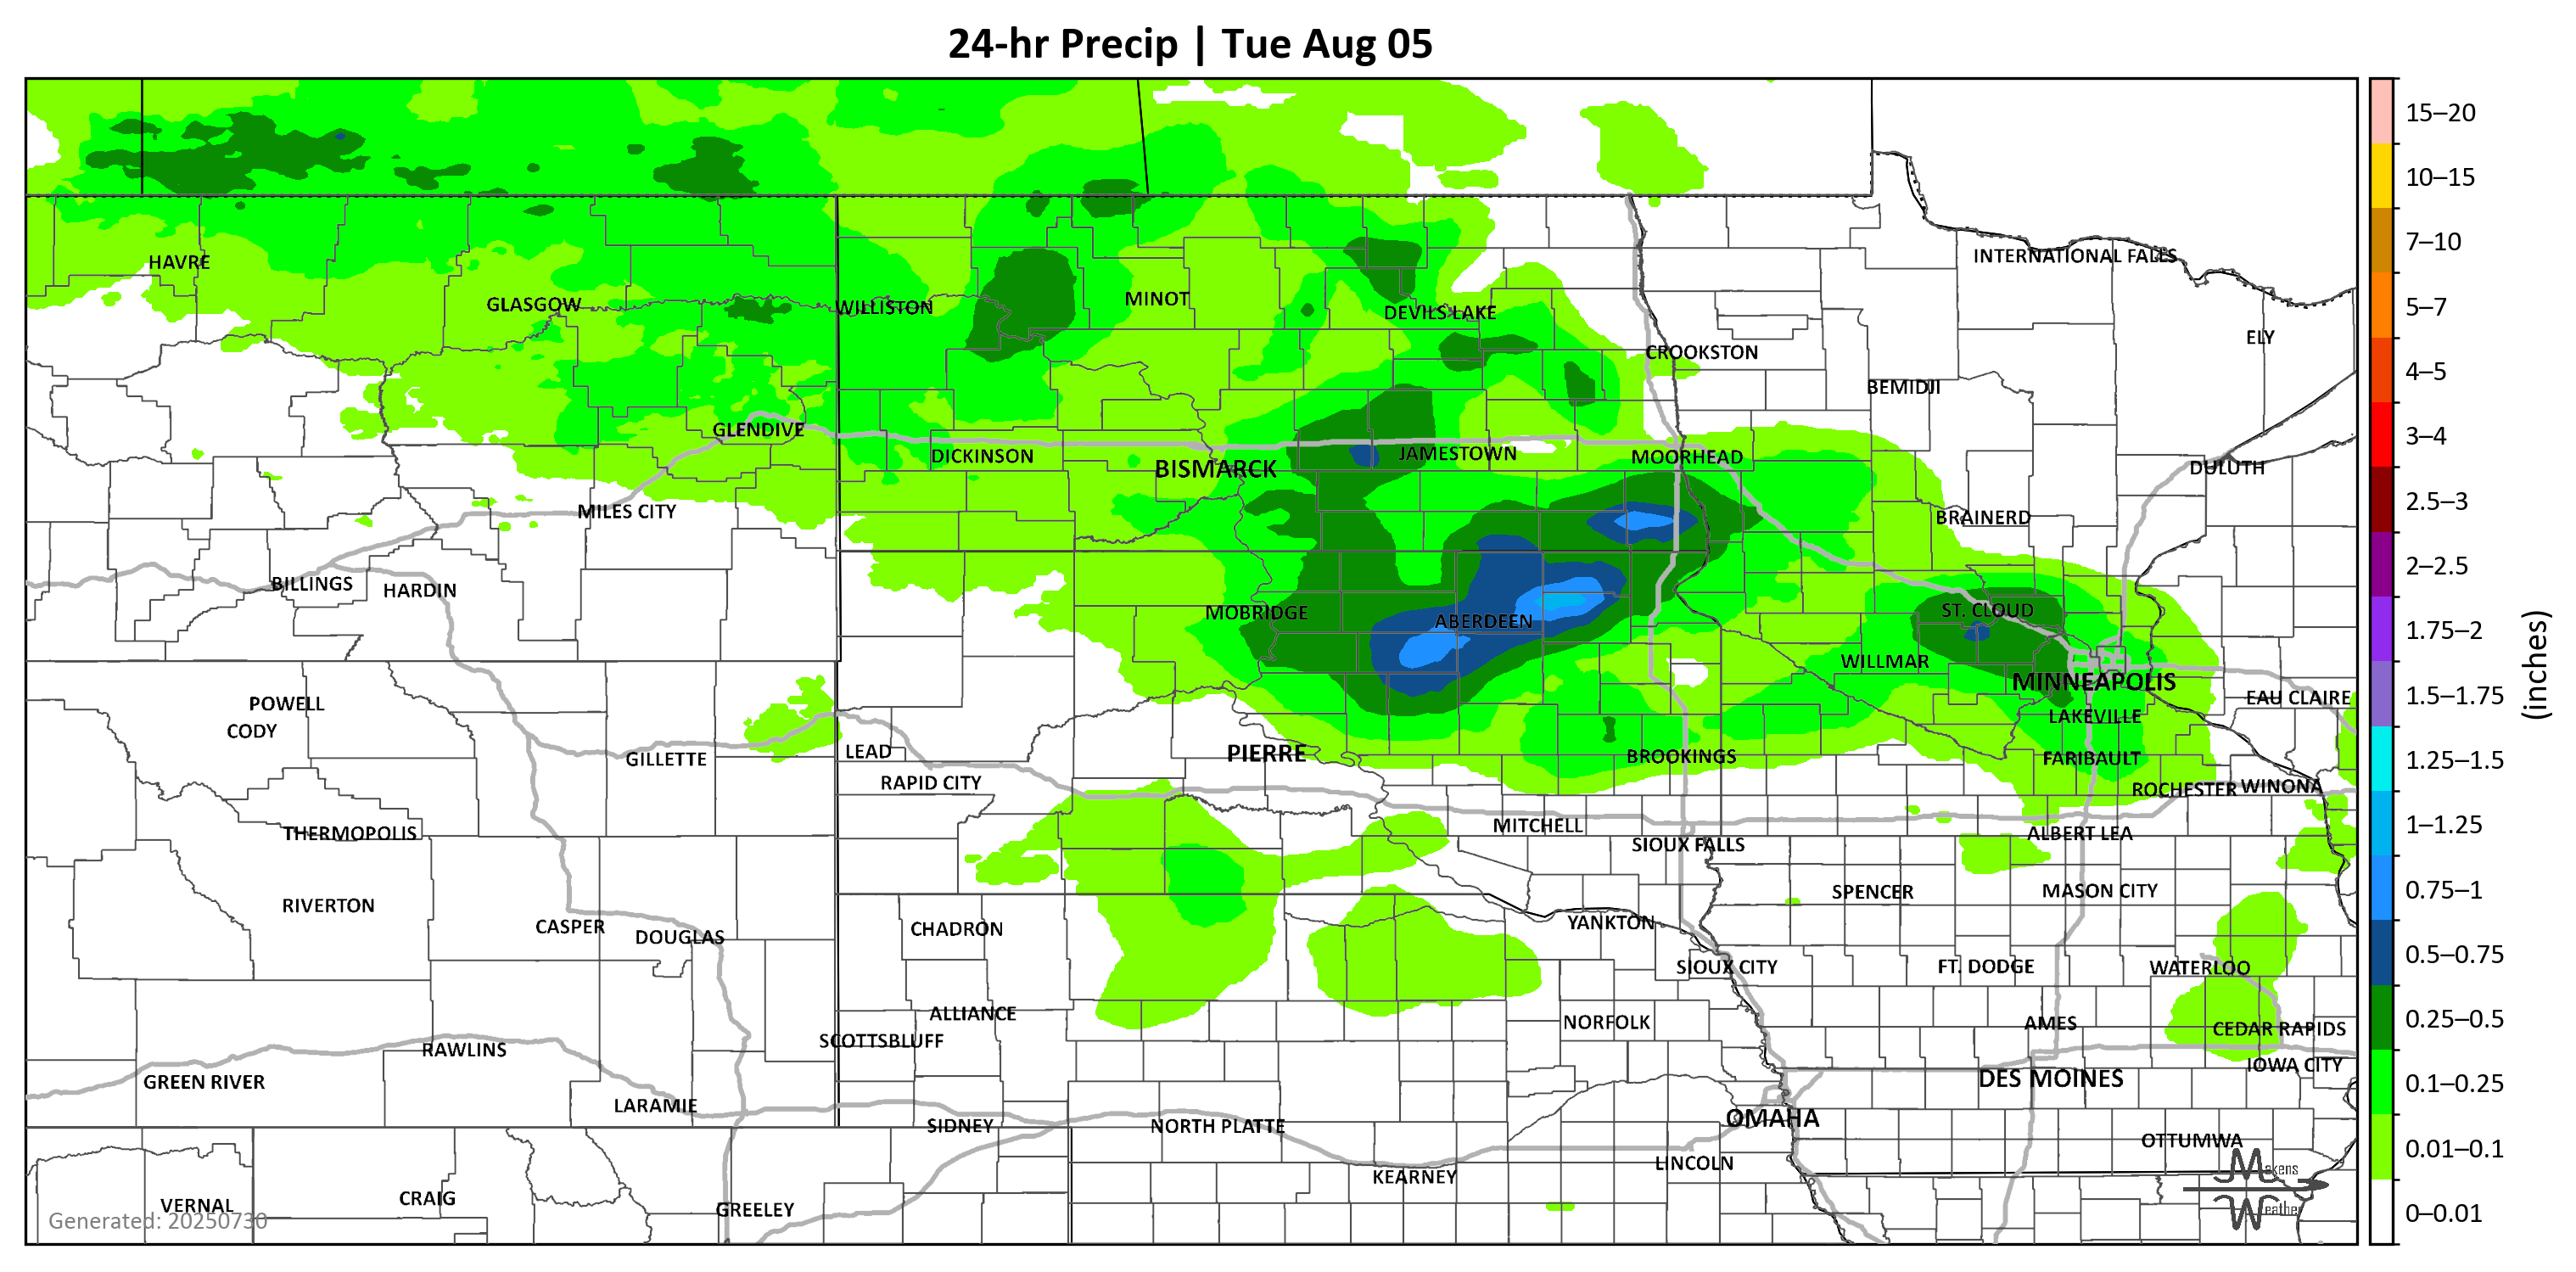 24-hr Precip | Tue Aug 05
15–20
10–15
7–10
5–7
4–5
3–4
2.5–3
2–2.5
1.75–2
1.5–1.75
1.25–1.5
1–1.25
0.75–1
0.5–0.75
0.25–0.5
0.1–0.25
0.01–0.1
0–0.01
(inches)
HAVRE
INTERNATIONAL FALLS
GLASGOW
WILLISTON
MINOT
DEVILS LAKE
ELY
CROOKSTON
BEMIDJI
GLENDIVE
DICKINSON
BISMARCK
JAMESTOWN
MOORHEAD
DULUTH
MILES CITY
BRAINERD
BILLINGS
HARDIN
MOBRIDGE
ABERDEEN
ST. CLOUD
WILLMAR
MINNEAPOLIS
POWELL
CODY
EAU CLAIRE
LAKEVILLE
GILLETTE
LEAD
PIERRE
BROOKINGS
FARIBAULT
RAPID CITY
ROCHESTER
WINONA
THERMOPOLIS
MITCHELL
SIOUX FALLS
ALBERT LEA
RIVERTON
SPENCER
MASON CITY
CASPER
DOUGLAS
CHADRON
YANKTON
SIOUX CITY
FT. DODGE
WATERLOO
ALLIANCE
SCOTTSBLUFF
NORFOLK
AMES
CEDAR RAPIDS
RAWLINS
GREEN RIVER
IOWA CITY
DES MOINES
LARAMIE
SIDNEY
NORTH PLATTE
OMAHA
OTTUMWA
LINCOLN
KEARNEY
VERNAL
CRAIG
GREELEY
Generated: 20250730
Makens
Weather